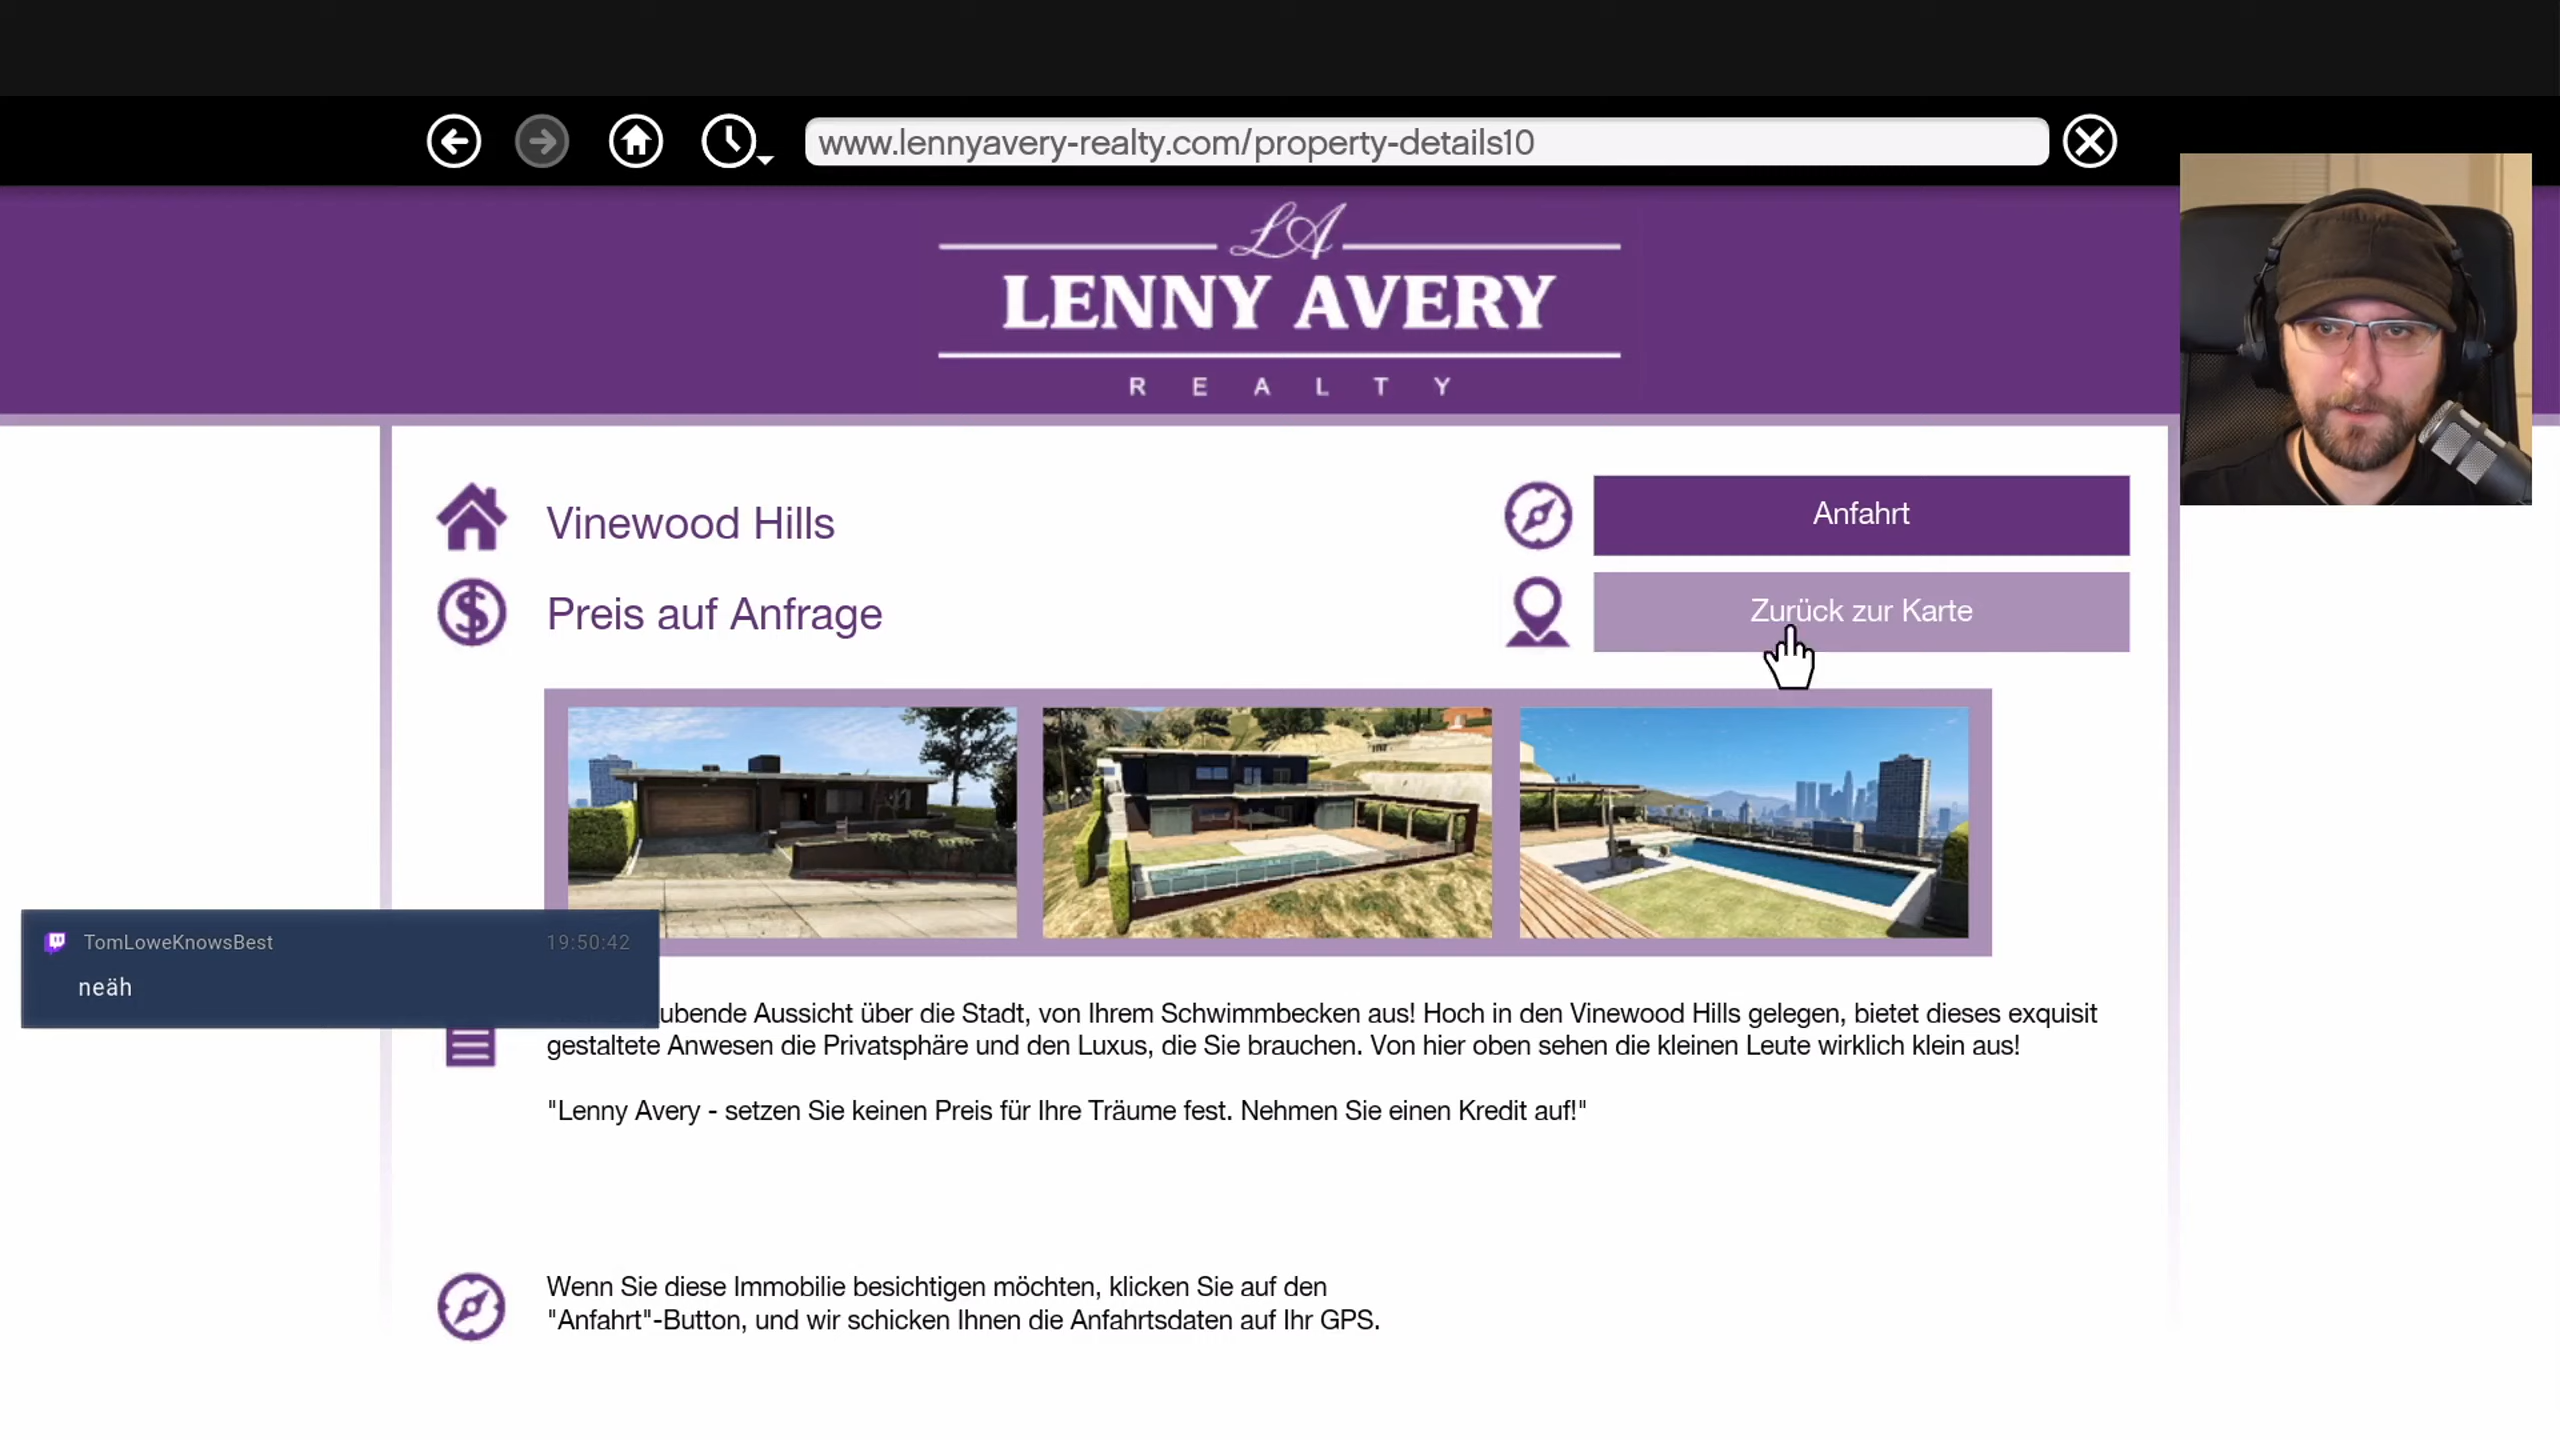 www.lennyavery-realty.com/property-details10
LA
LENNY AVERY
REALTY
Vinewood Hills
Anfahrt
Preis auf Anfrage
Zurück zur Karte
TomLoweKnowsBest 19:50:42
neäh
ubende Aussicht über die Stadt, von Ihrem Schwimmbecken aus! Hoch in den Vinewood Hills gelegen, bietet dieses exquisit
gestaltete Anwesen die Privatsphäre und den Luxus, die Sie brauchen. Von hier oben sehen die kleinen Leute wirklich klein aus!
"Lenny Avery - setzen Sie keinen Preis für Ihre Träume fest. Nehmen Sie einen Kredit auf!"
Wenn Sie diese Immobilie besichtigen möchten, klicken Sie auf den
"Anfahrt"-Button, und wir schicken Ihnen die Anfahrtsdaten auf Ihr GPS.